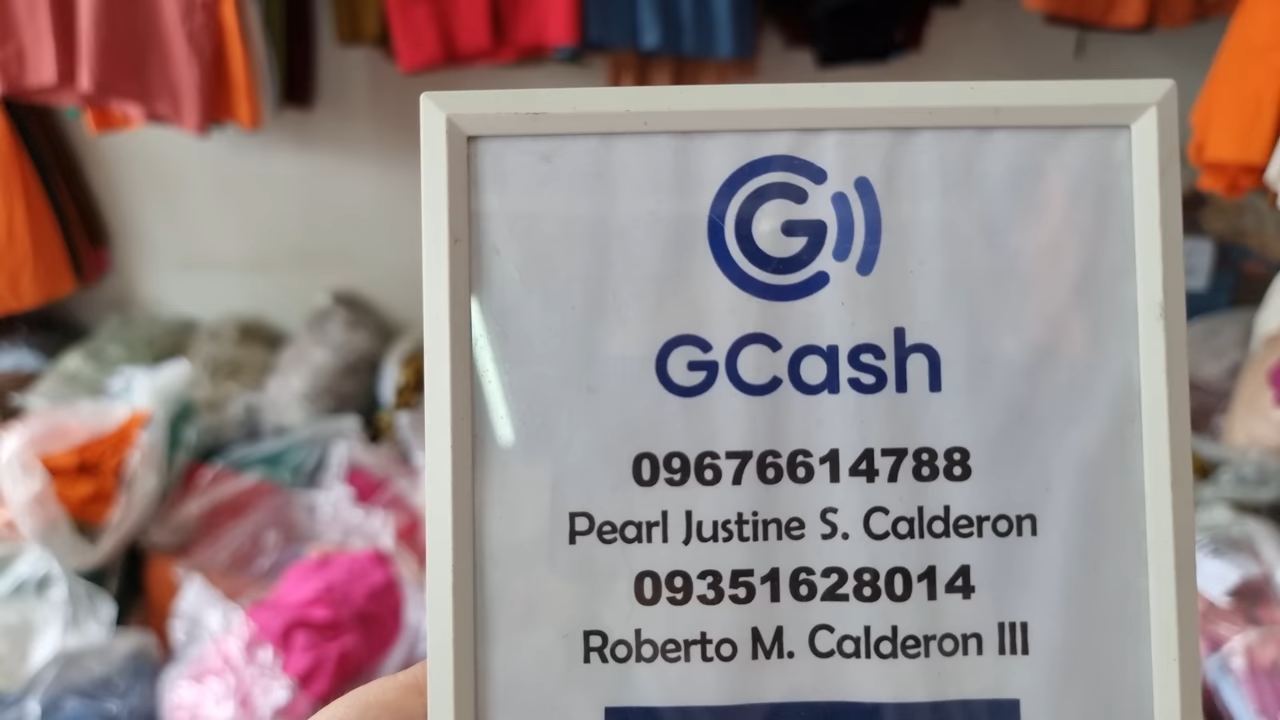 GCash
09676614788
Pearl Justine S. Calderon
09351628014
Roberto M. Calderon III